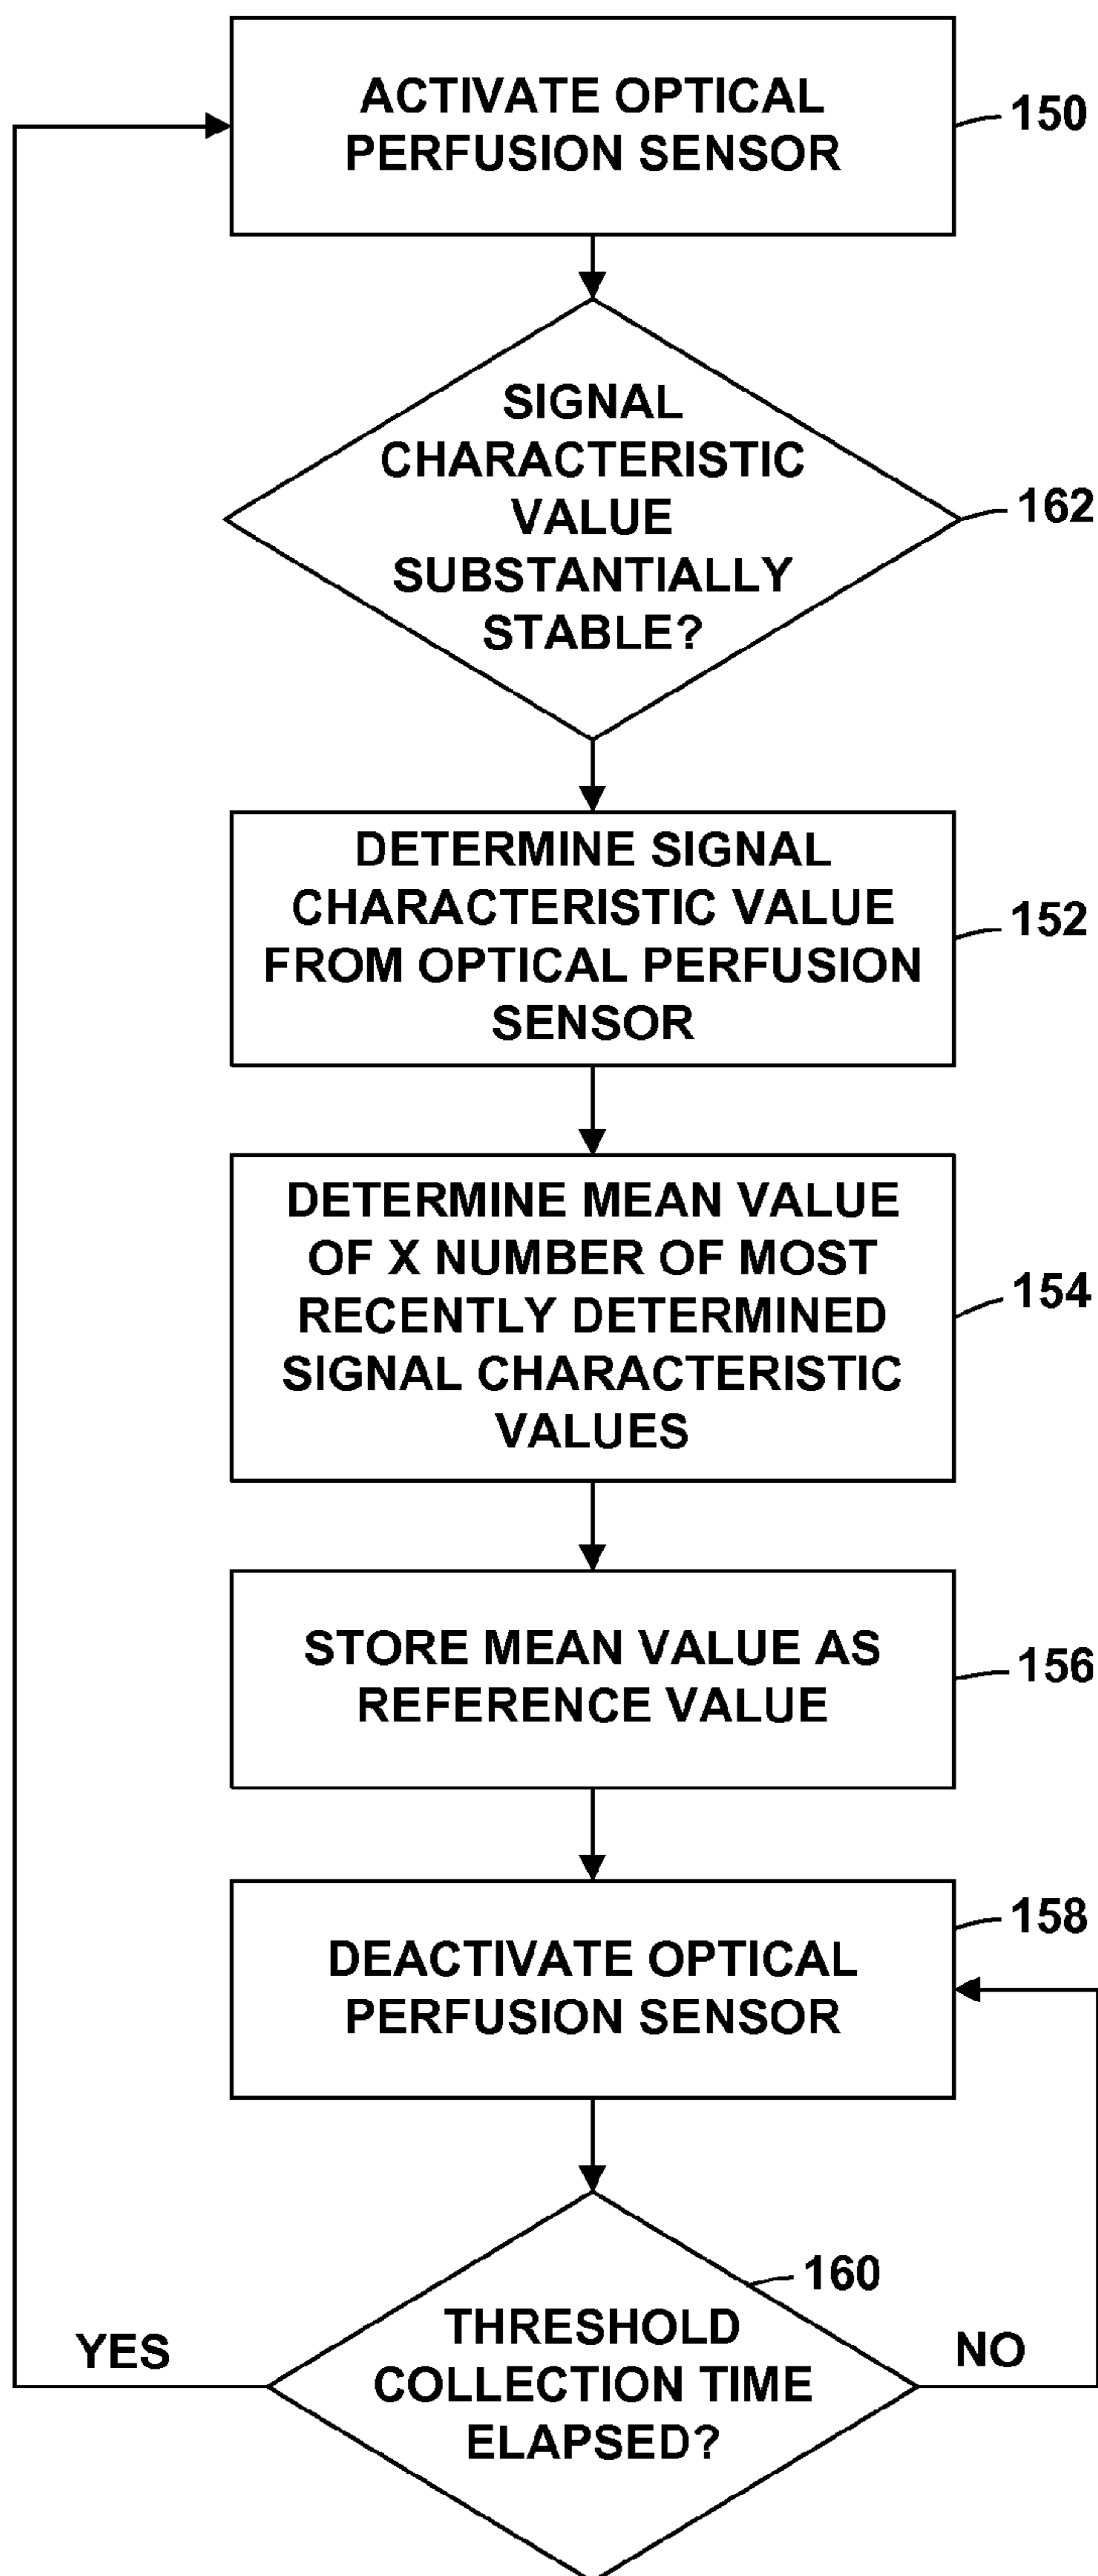 ACTIVATE OPTICAL
PERFUSION SENSOR
150
SIGNAL
CHARACTERISTIC
VALUE
SUBSTANTIALLY
STABLE?
162
DETERMINE SIGNAL
CHARACTERISTIC VALUE
FROM OPTICAL PERFUSION
SENSOR
152
DETERMINE MEAN VALUE
OF X NUMBER OF MOST
RECENTLY DETERMINED
SIGNAL CHARACTERISTIC
VALUES
154
STORE MEAN VALUE AS
REFERENCE VALUE
156
DEACTIVATE OPTICAL
PERFUSION SENSOR
158
160
THRESHOLD
COLLECTION TIME
ELAPSED?
YES
NO